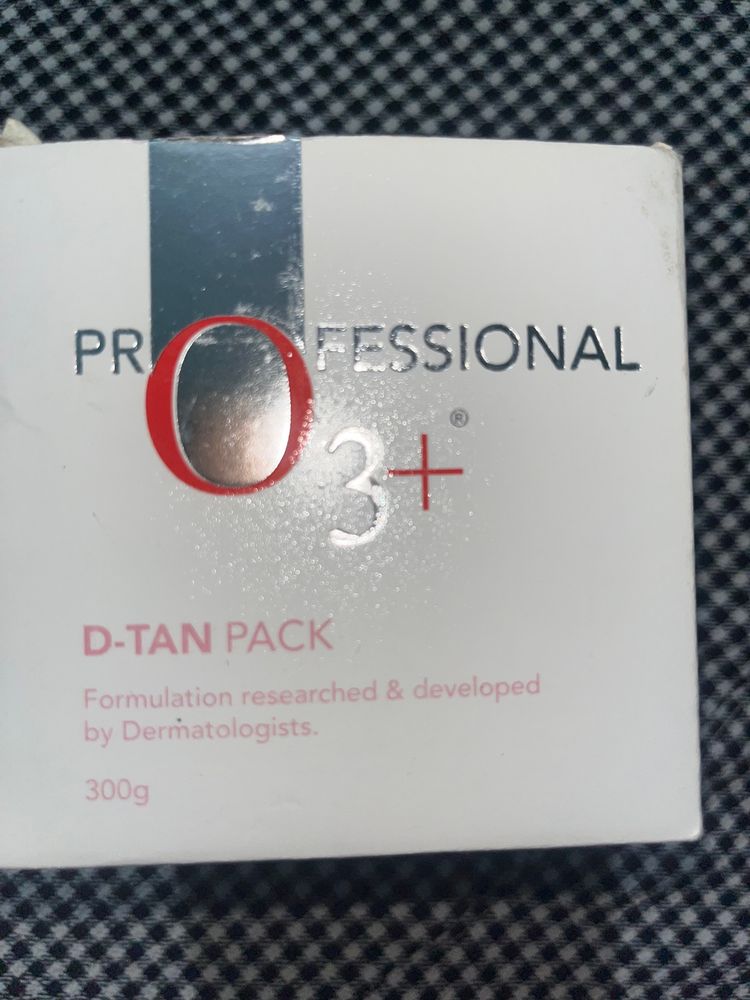 PROFESSIONAL
O3+®
D-TAN PACK
Formulation researched & developed
by Dermatologists.
300g